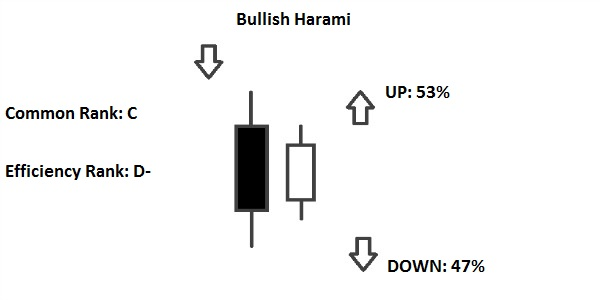 Bullish Harami
UP: 53%
Common Rank: C
Efficiency Rank: D-
DOWN: 47%